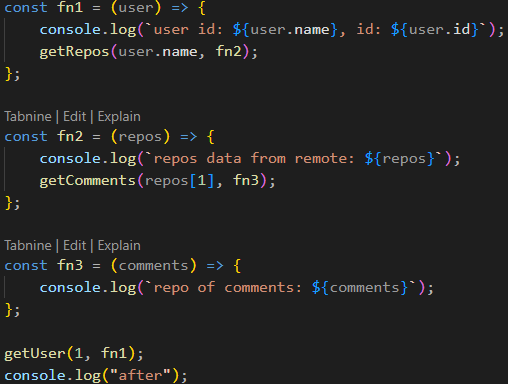 const fn1 = (user) => {
    console.log(`user id: ${user.name}, id: ${user.id}`);
    getRepos(user.name, fn2);
};
Tabnine | Edit | Explain
const fn2 = (repos) => {
    console.log(`repos data from remote: ${repos}`);
    getComments(repos[1], fn3);
};
Tabnine | Edit | Explain
const fn3 = (comments) => {
    console.log(`repo of comments: ${comments}`);
};
getUser(1, fn1);
console.log("after");